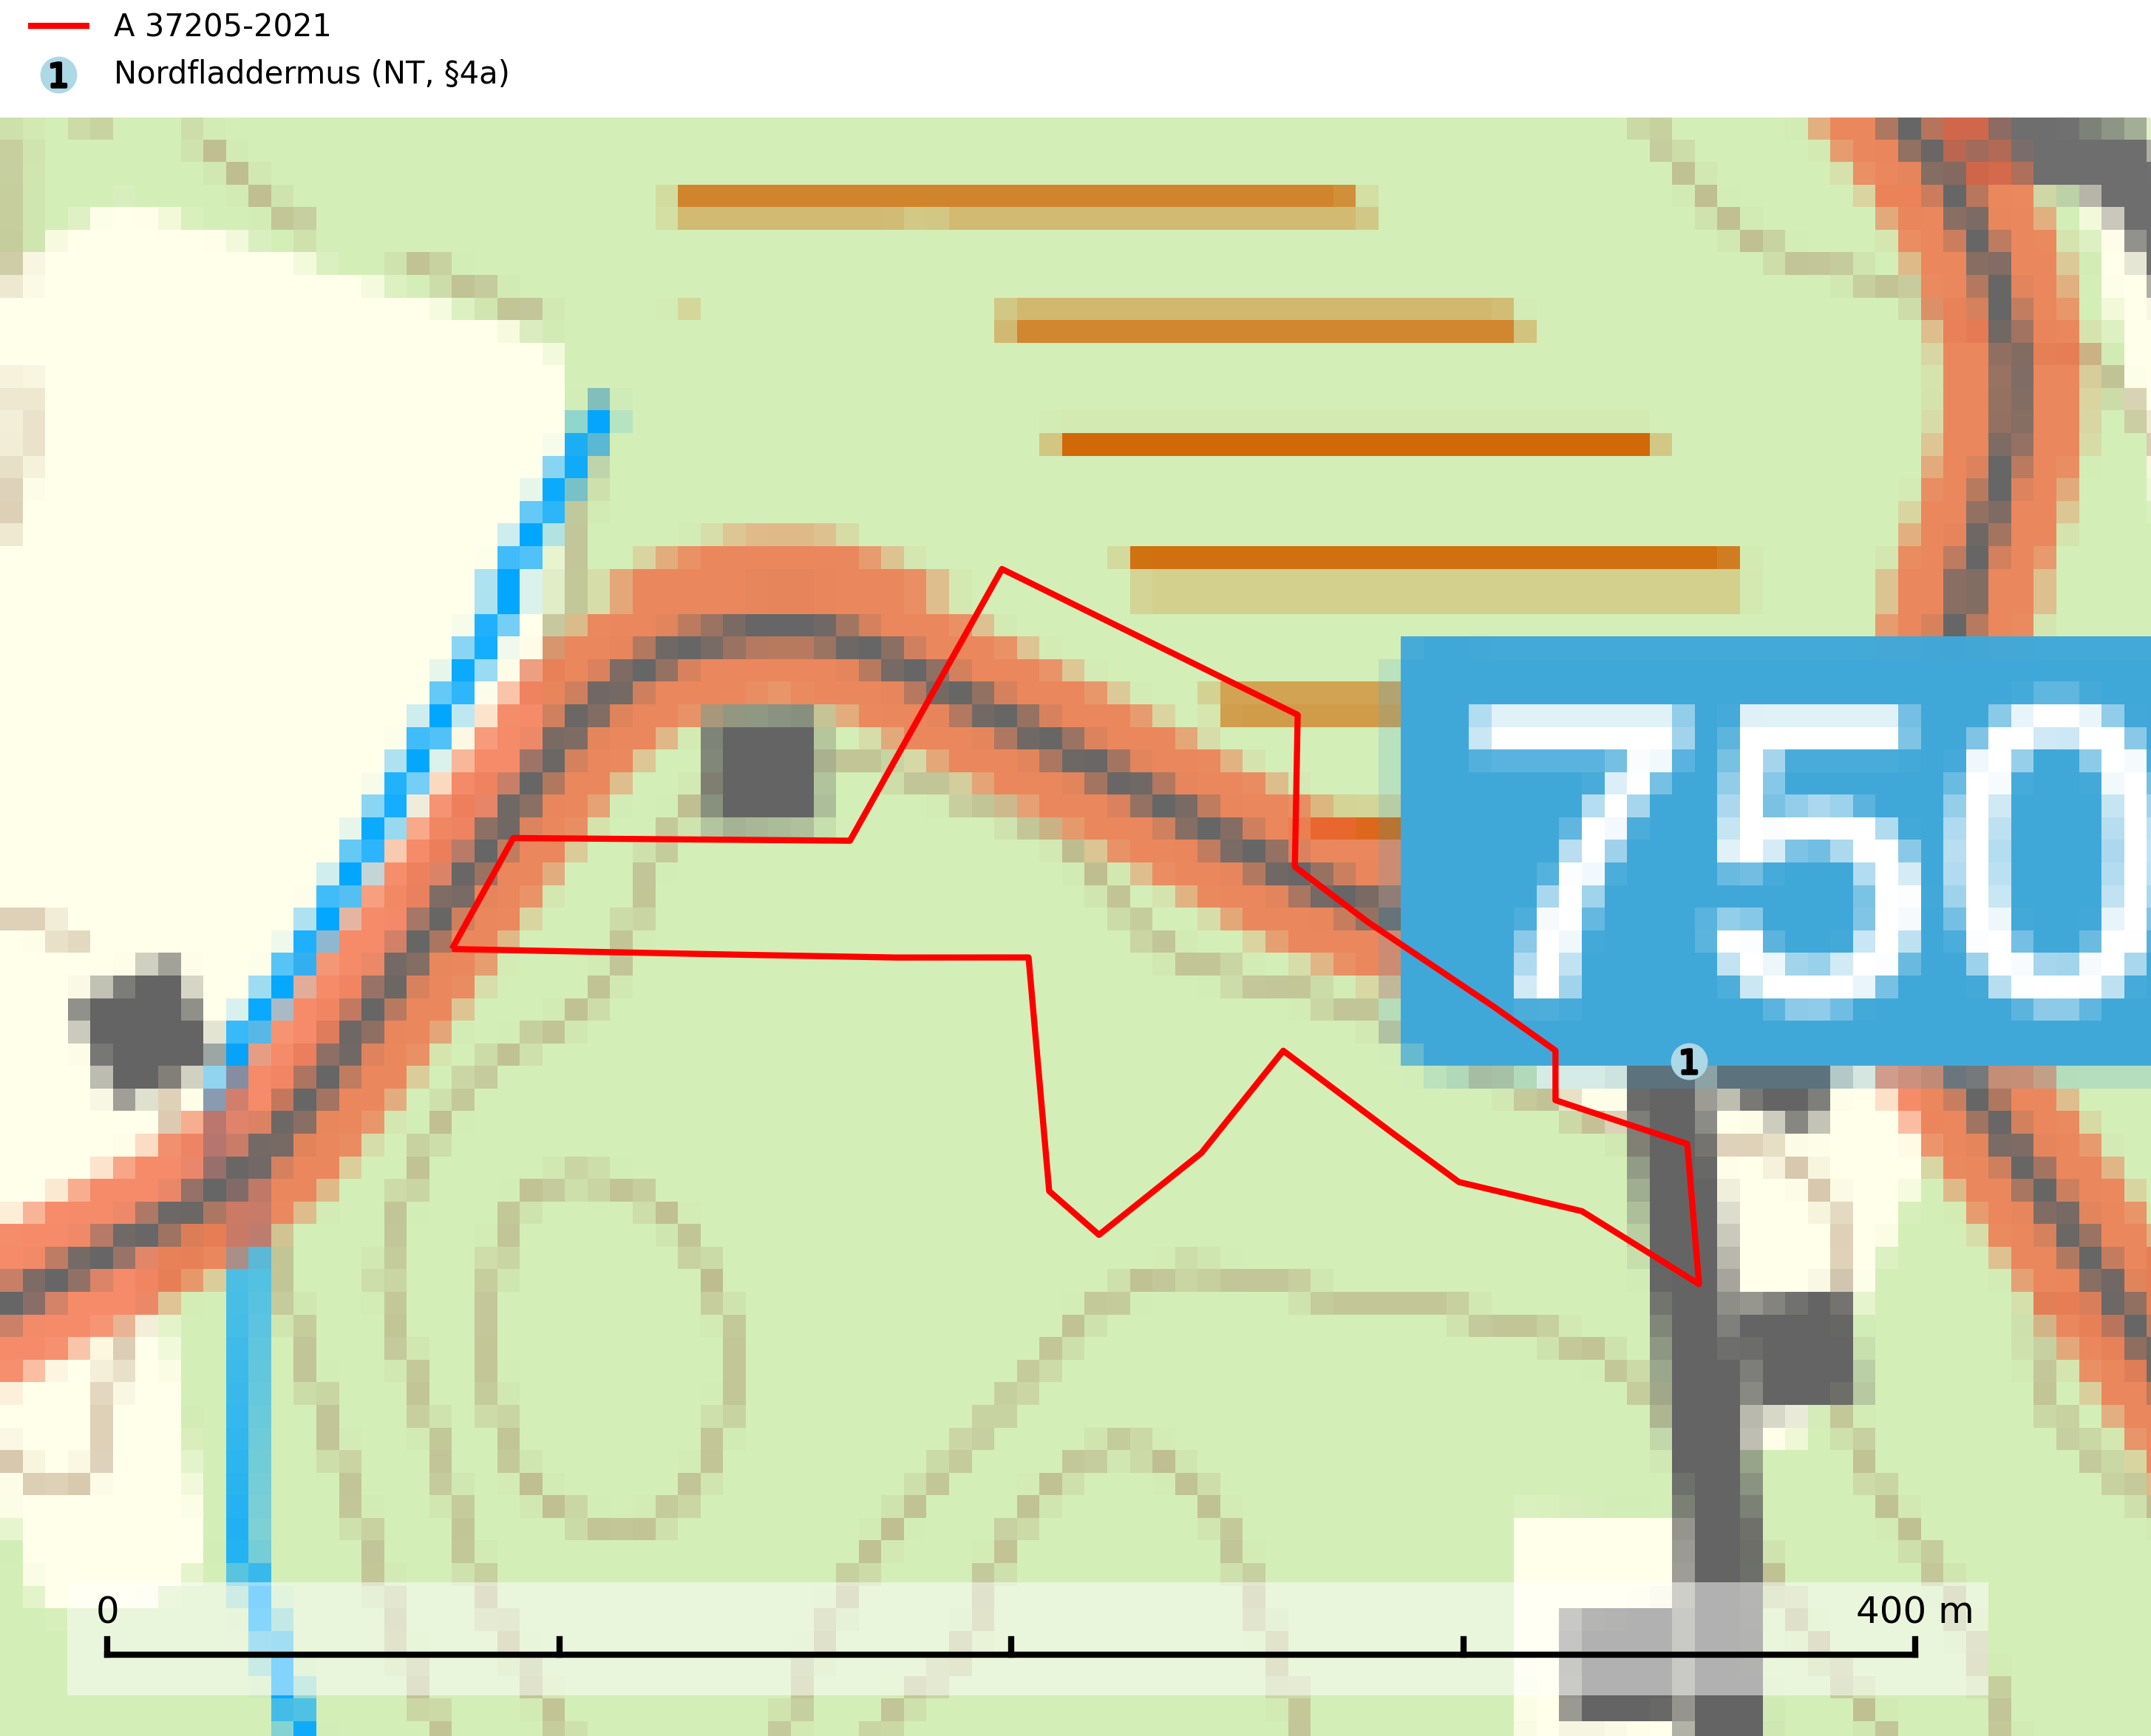 A 37205-2021
1 Nordfladdermus (NT, §4a)
750
1
0 400 m